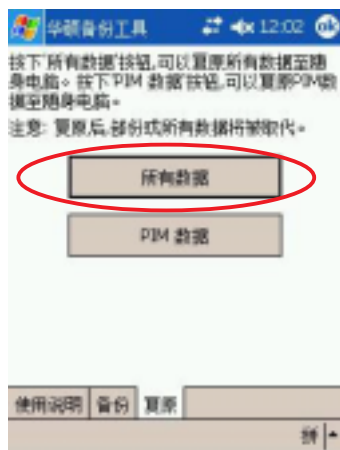 华硕备份工具 12:02 ok
按下'所有数据'按钮,可以复原所有数据至随
身电脑。按下'PIM 数据'按钮,可以复原PIM数
据至随身电脑。
注意: 复原后,部份或所有数据将被取代。
所有数据
PIM 数据
使用说明 备份 复原
拼